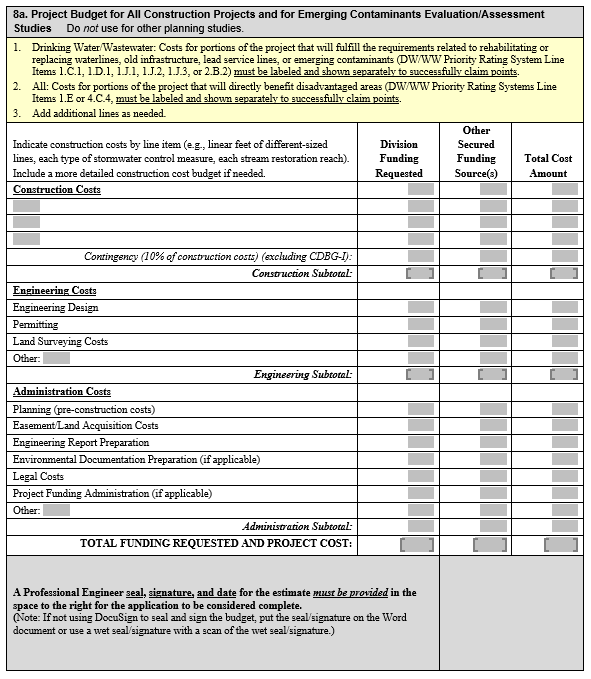 8a. Project Budget for All Construction Projects and for Emerging Contaminants Evaluation/Assessment
Studies Do not use for other planning studies.
1. Drinking Water/Wastewater: Costs for portions of the project that will fulfill the requirements related to rehabilitating or
replacing waterlines, old infrastructure, lead service lines, or emerging contaminants (DW/WW Priority Rating System Line
Items 1.C.1, 1.D.1, 1.J.1, 1.J.2, 1.J.3, or 2.B.2) must be labeled and shown separately to successfully claim points.
2. All: Costs for portions of the project that will directly benefit disadvantaged areas (DW/WW Priority Rating Systems Line
Items 1.E or 4.C.4, must be labeled and shown separately to successfully claim points.
3. Add additional lines as needed.
Indicate construction costs by line item (e.g., linear feet of different-sized
lines, each type of stormwater control measure, each stream restoration reach).
Include a more detailed construction cost budget if needed.
Division
Funding
Requested
Other
Secured
Funding
Source(s)
Total Cost
Amount
Construction Costs
Contingency (10% of construction costs) (excluding CDBG-I):
Construction Subtotal:
Engineering Costs
Engineering Design
Permitting
Land Surveying Costs
Other:
Engineering Subtotal:
Administration Costs
Planning (pre-construction costs)
Easement/Land Acquisition Costs
Engineering Report Preparation
Environmental Documentation Preparation (if applicable)
Legal Costs
Project Funding Administration (if applicable)
Other:
Administration Subtotal:
TOTAL FUNDING REQUESTED AND PROJECT COST:
A Professional Engineer seal, signature, and date for the estimate must be provided in the
space to the right for the application to be considered complete.
(Note: If not using DocuSign to seal and sign the budget, put the seal/signature on the Word
document or use a wet seal/signature with a scan of the wet seal/signature.)